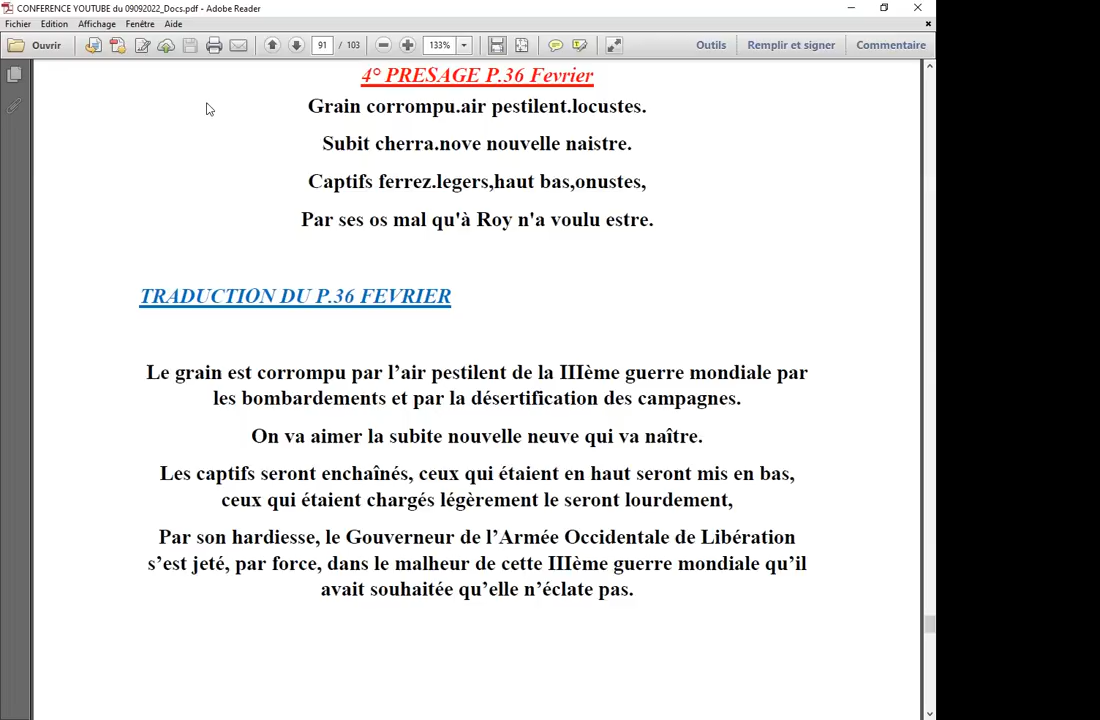 CONFERENCE YOUTUBE du 09092022_Docs.pdf - Adobe Reader
Fichier Edition Affichage Fenêtre Aide
Ouvrir 91 / 103 133% Outils Remplir et signer Commentaire
4° PRESAGE P.36 Fevrier
Grain corrompu.air pestilent.locustes.
Subit cherra.nove nouvelle naistre.
Captifs ferrez.legers,haut bas,onustes,
Par ses os mal qu'à Roy n'a voulu estre.
TRADUCTION DU P.36 FEVRIER
Le grain est corrompu par l’air pestilent de la IIIème guerre mondiale par
les bombardements et par la désertification des campagnes.
On va aimer la subite nouvelle neuve qui va naître.
Les captifs seront enchaînés, ceux qui étaient en haut seront mis en bas,
ceux qui étaient chargés légèrement le seront lourdement,
Par son hardiesse, le Gouverneur de l’Armée Occidentale de Libération
s’est jeté, par force, dans le malheur de cette IIIème guerre mondiale qu’il
avait souhaitée qu’elle n’éclate pas.